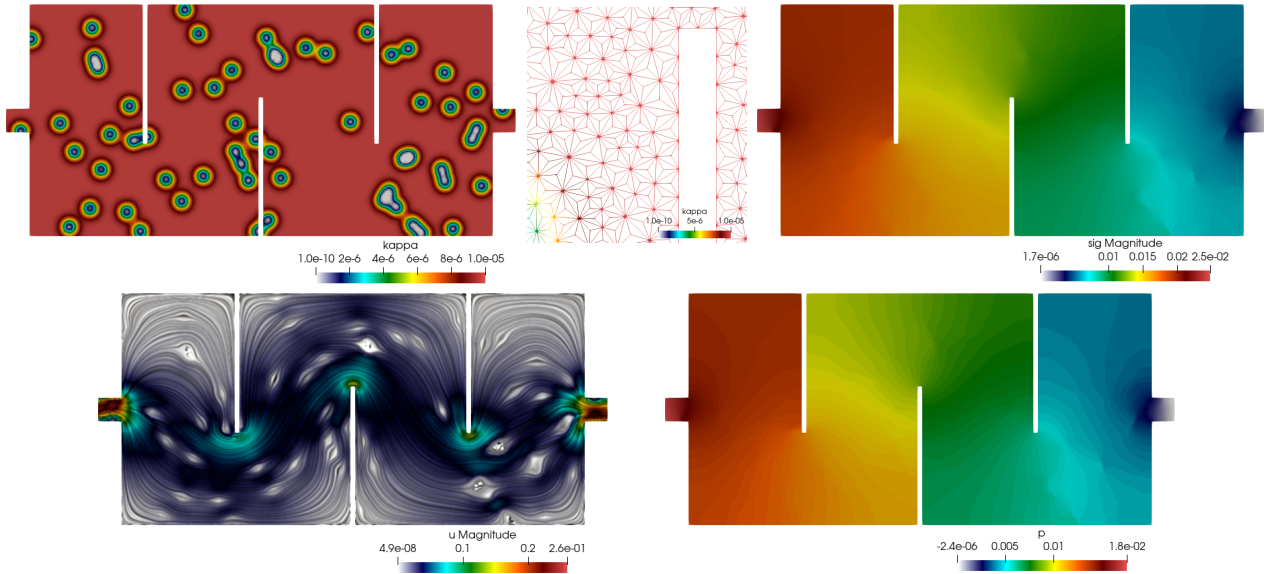 kappa
1.0e-10 5e-6 1.0e-05
kappa
1.0e-10 2e-6 4e-6 6e-6 8e-6 1.0e-05
sig Magnitude
1.7e-06 0.01 0.015 0.02 2.5e-02
u Magnitude
4.9e-08 0.1 0.2 2.6e-01
p
-2.4e-06 0.005 0.01 1.8e-02